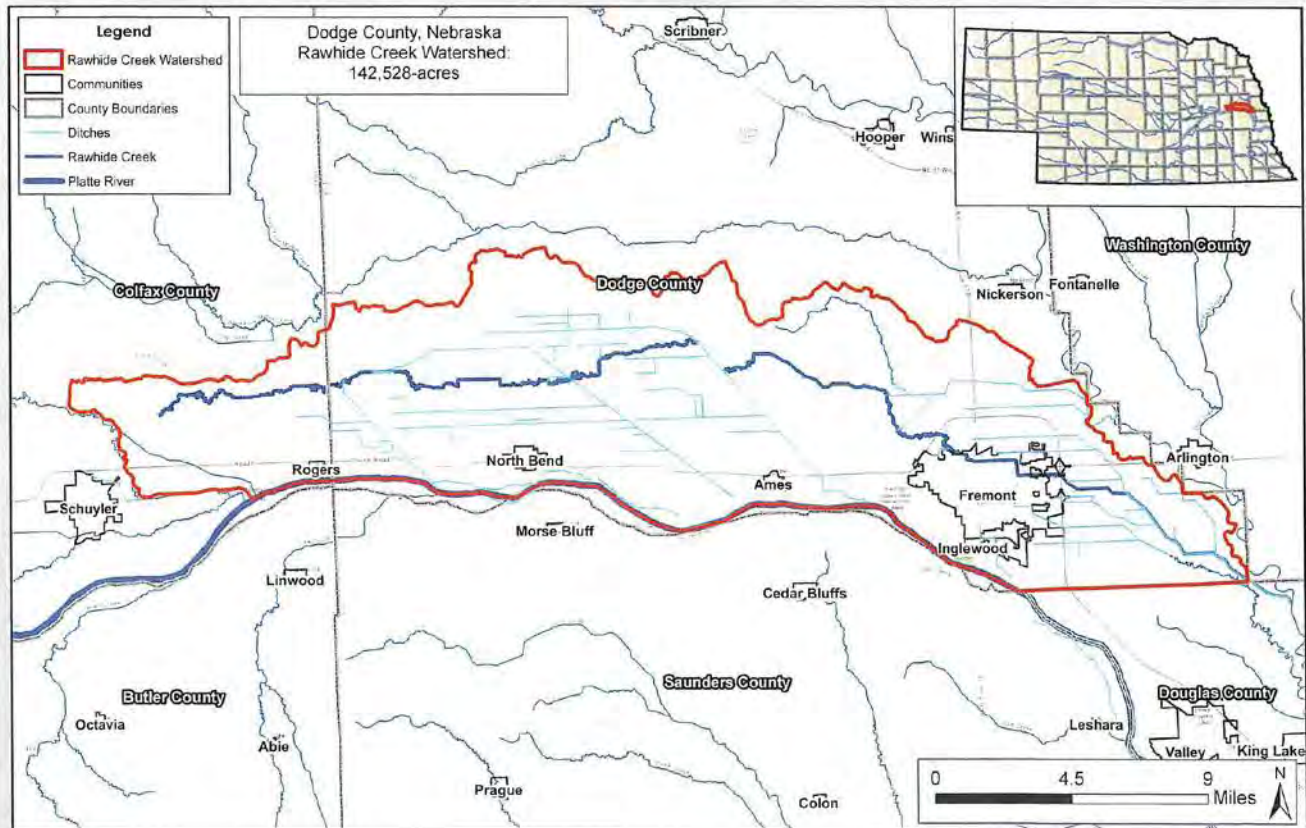 Legend
Rawhide Creek Watershed
Communities
County Boundaries
Ditches
Rawhide Creek
Platte River
Dodge County, Nebraska
Rawhide Creek Watershed:
142,528-acres
Scribner
Hooper
Wins
Washington County
Colfax County
Dodge County
Nickerson
Fontanelle
Schuyler
Rogers
North Bend
Ames
Fremont
Arlington
Morse Bluff
Inglewood
Linwood
Cedar Bluffs
Butler County
Saunders County
Douglas County
Octavia
Abie
Leshara
Valley
King Lake
Prague
Colon
0
4.5
9
Miles
N